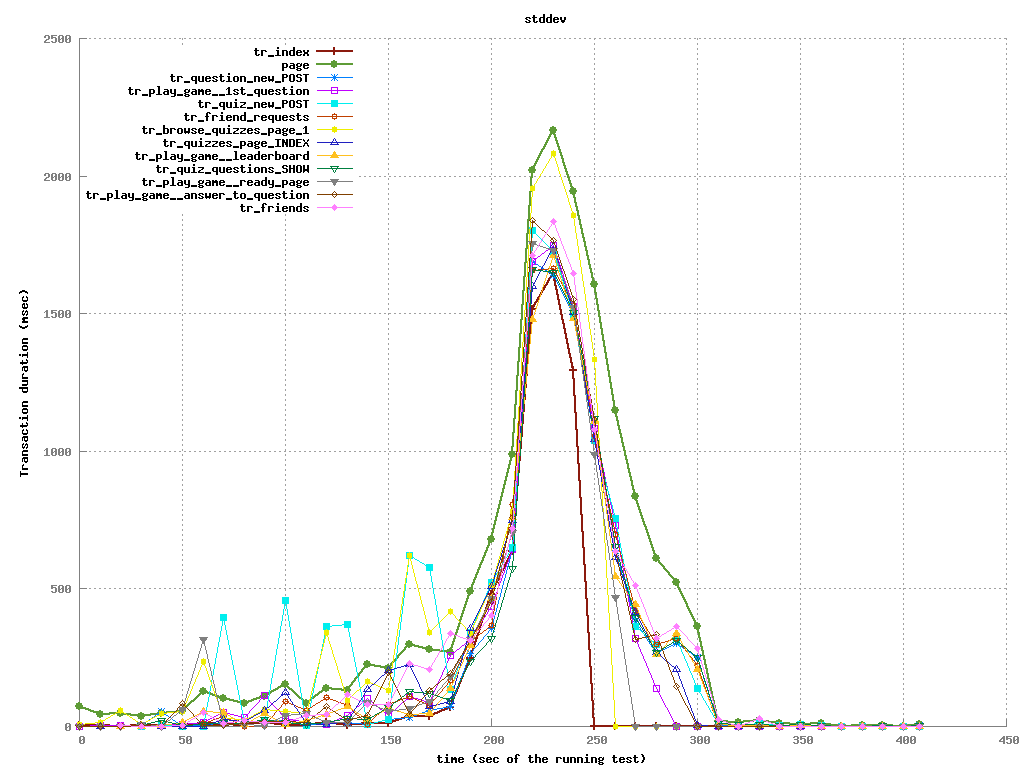 stddev
2500
2000
1500
1000
500
0
Transaction duration (msec)
tr_index
page
tr_question_new_POST
tr_play_game__1st_question
tr_quiz_new_POST
tr_friend_requests
tr_browse_quizzes_page_1
tr_quizzes_page_INDEX
tr_play_game__leaderboard
tr_quiz_questions_SHOW
tr_play_game__ready_page
tr_play_game__answer_to_question
tr_friends
0 50 100 150 200 250 300 350 400 450
time (sec of the running test)